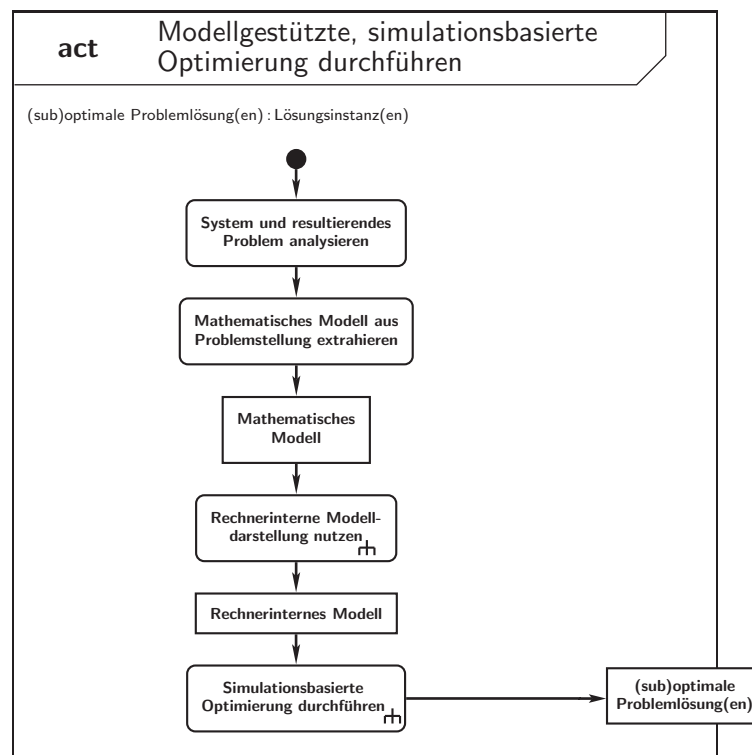 act
Modellgestützte, simulationsbasierte
Optimierung durchführen
(sub)optimale Problemlösung(en) : Lösungsinstanz(en)
System und resultierendes
Problem analysieren
Mathematisches Modell aus
Problemstellung extrahieren
Mathematisches
Modell
Rechnerinterne Modell-
darstellung nutzen
Rechnerinternes Modell
Simulationsbasierte
Optimierung durchführen
(sub)optimale
Problemlösung(en)